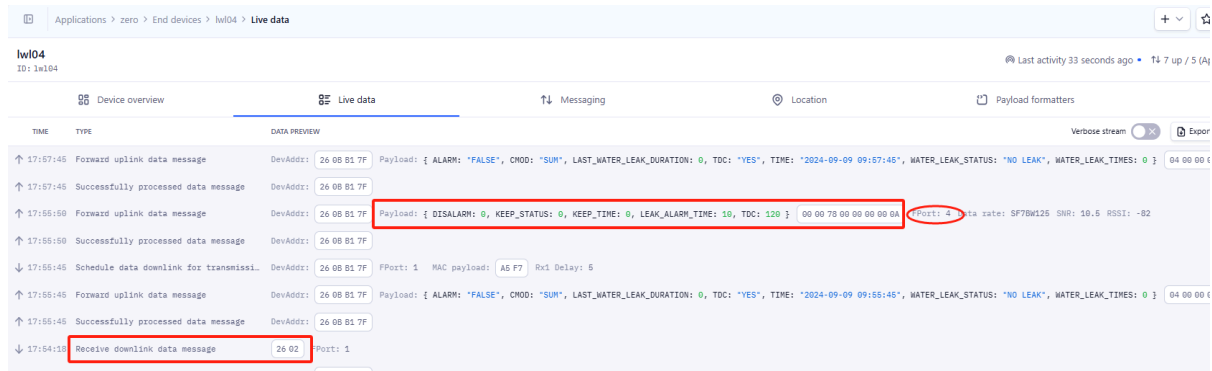 Applications > zero > End devices > lwl04 > Live data
lwl04
ID: lwl04
Last activity 33 seconds ago • ↑↓ 7 up / 5 (Ap
Device overview Live data Messaging Location Payload formatters
TIME TYPE DATA PREVIEW Verbose stream Expor
↑ 17:57:45 Forward uplink data message DevAddr: 26 0B B1 7F Payload: { ALARM: "FALSE", CMOD: "SUM", LAST_WATER_LEAK_DURATION: 0, TDC: "YES", TIME: "2024-09-09 09:57:45", WATER_LEAK_STATUS: "NO LEAK", WATER_LEAK_TIMES: 0 } 04 00 00 0
↑ 17:57:45 Successfully processed data message DevAddr: 26 0B B1 7F
↑ 17:55:50 Forward uplink data message DevAddr: 26 0B B1 7F Payload: { DISALARM: 0, KEEP_STATUS: 0, KEEP_TIME: 0, LEAK_ALARM_TIME: 10, TDC: 120 } 00 00 78 00 00 00 00 0A FPort: 4 Data rate: SF7BW125 SNR: 10.5 RSSI: -82
↑ 17:55:50 Successfully processed data message DevAddr: 26 0B B1 7F
↓ 17:55:45 Schedule data downlink for transmissi… DevAddr: 26 0B B1 7F FPort: 1 MAC payload: A5 F7 Rx1 Delay: 5
↑ 17:55:45 Forward uplink data message DevAddr: 26 0B B1 7F Payload: { ALARM: "FALSE", CMOD: "SUM", LAST_WATER_LEAK_DURATION: 0, TDC: "YES", TIME: "2024-09-09 09:55:45", WATER_LEAK_STATUS: "NO LEAK", WATER_LEAK_TIMES: 0 } 04 00 00 0
↑ 17:55:45 Successfully processed data message DevAddr: 26 0B B1 7F
↓ 17:54:18 Receive downlink data message 26 02 FPort: 1